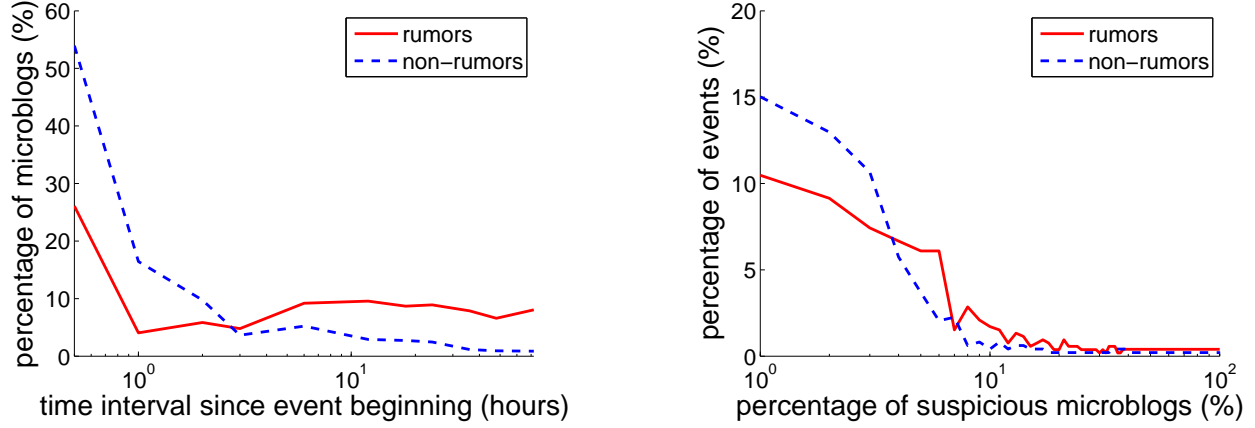 percentage of microblogs (%)
60
50
40
30
20
10
0
10^0
10^1
time interval since event beginning (hours)
rumors
non−rumors
percentage of events (%)
20
15
10
5
0
10^0
10^1
10^2
percentage of suspicious microblogs (%)
rumors
non−rumors